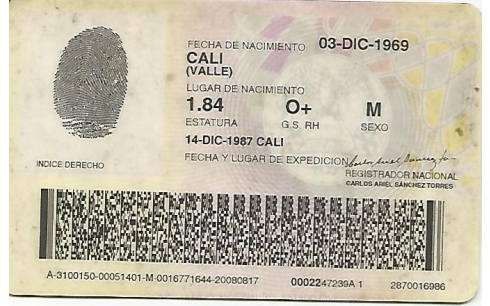 FECHA DE NACIMIENTO 03-DIC-1969
CALI
(VALLE)
LUGAR DE NACIMIENTO
1.84 O+ M
ESTATURA G.S. RH SEXO
14-DIC-1987 CALI
FECHA Y LUGAR DE EXPEDICION
INDICE DERECHO
REGISTRADOR NACIONAL
CARLOS ARIEL SÁNCHEZ TORRES
A-3100150-00051401-M-0016771644-20080817 0002247239A 1 2870016986